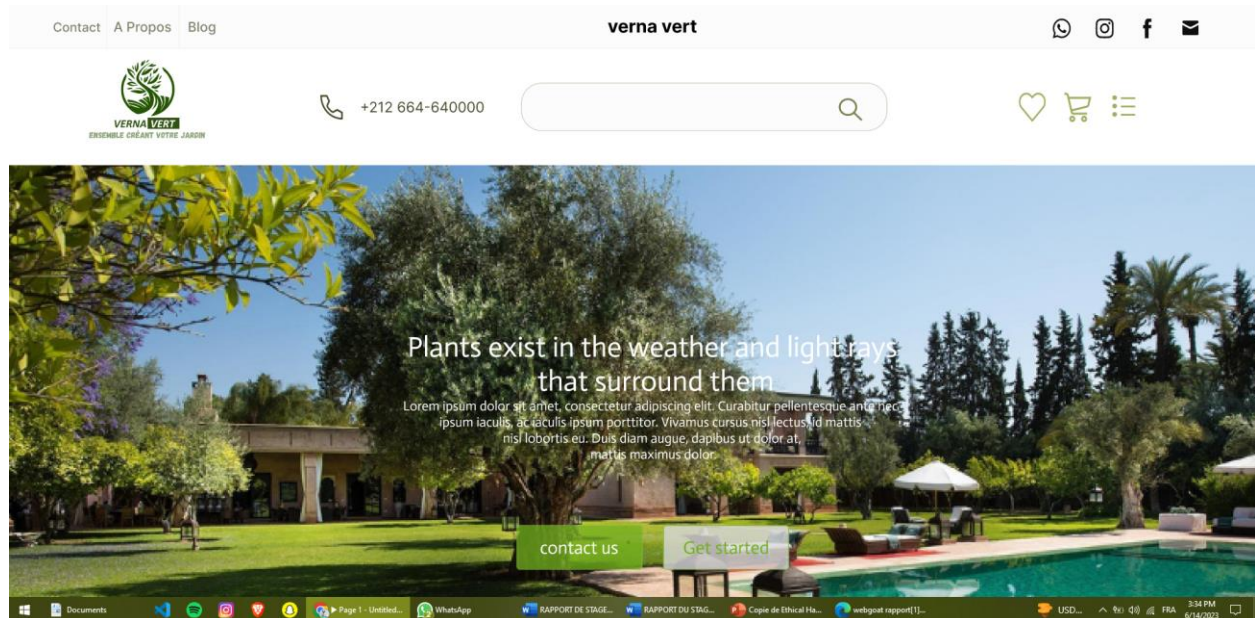 Contact A Propos Blog
verna vert
VERNA VERT
ENSEMBLE CRÉANT VOTRE JARDIN
+212 664-640000
Plants exist in the weather and light rays
that surround them
Lorem ipsum dolor sit amet, consectetur adipiscing elit. Curabitur pellentesque ante nec
ipsum iaculis, ac iaculis ipsum porttitor. Vivamus cursus nisl lectus, id mattis
nisl lobortis eu. Duis diam augue, dapibus ut dolor at,
mattis maximus dolor.
contact us
Get started
Documents
Page 1 - Untitled...
WhatsApp
RAPPORT DE STAGE...
RAPPORT DU STAG...
Copie de Ethical Ha...
webgoat rapport[1]...
USD...
FRA
3:34 PM
6/14/2023